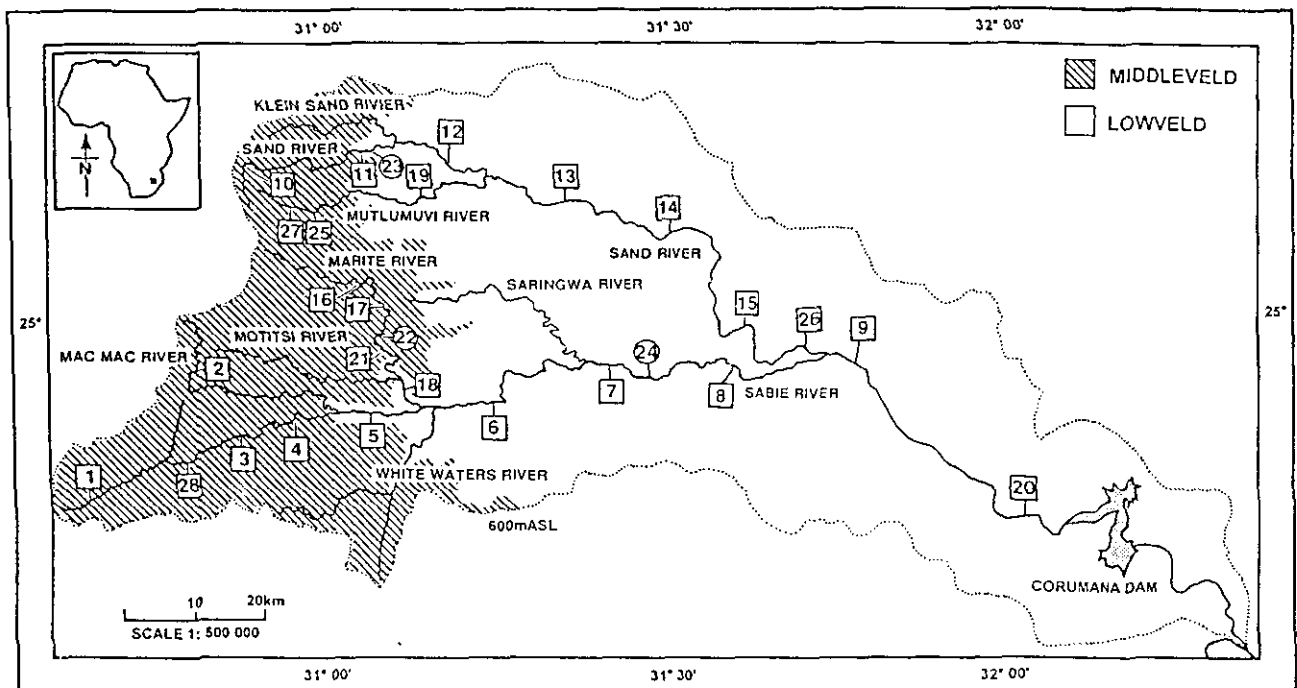 31° 00'
31° 30'
32° 00'
MIDDLEVELD
LOWVELD
N
KLEIN SAND RIVIER
12
SAND RIVER
23
11
19
10
13
14
MUTLUMUVI RIVER
27
25
SAND RIVER
MARITE RIVER
SARINGWA RIVER
16
17
15
26
9
25°
25°
MOTITSI RIVER
22
24
MAC MAC RIVER
21
2
18
7
8
SABIE RIVER
6
5
4
3
1
28
WHITE WATERS RIVER
20
600mASL
CORUMANA DAM
10
20km
SCALE 1: 500 000
31° 00'
31° 30'
32° 00'